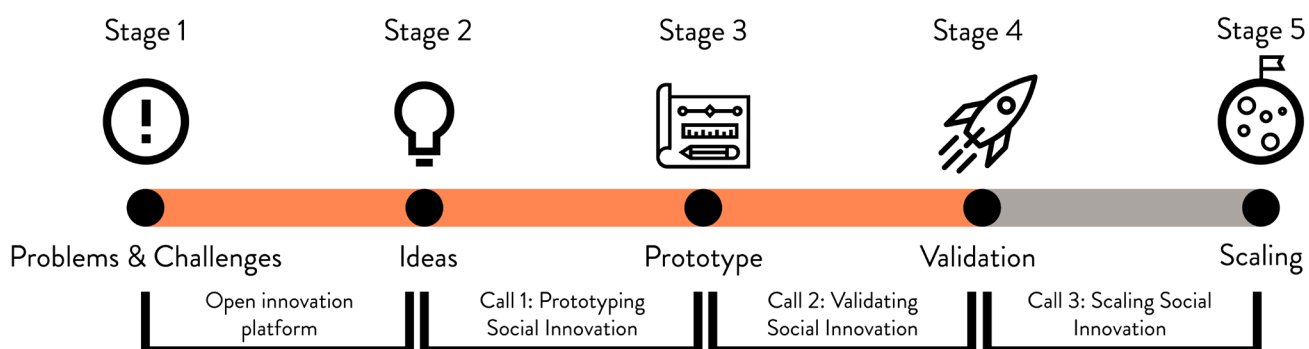 Stage 1
Stage 2
Stage 3
Stage 4
Stage 5
Problems & Challenges
Ideas
Prototype
Validation
Scaling
Open innovation
platform
Call 1: Prototyping
Social Innovation
Call 2: Validating
Social Innovation
Call 3: Scaling Social
Innovation